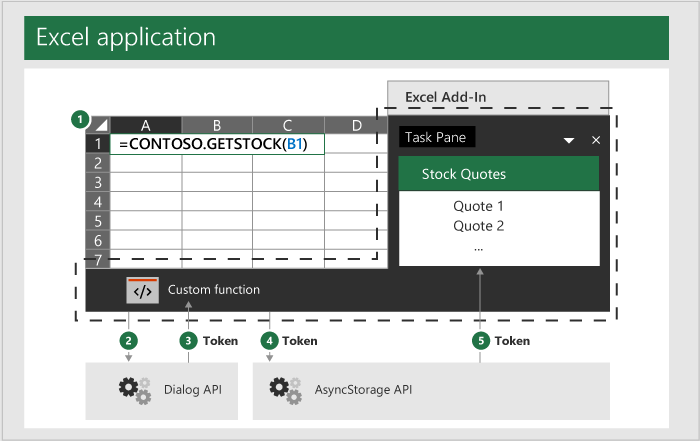 Excel application
Excel Add-In
1
A B C D
1 =CONTOSO.GETSTOCK(B1)
2
3
4
5
6
7
Task Pane
Stock Quotes
Quote 1
Quote 2
...
</> Custom function
2
3 Token
4 Token
5 Token
Dialog API
AsyncStorage API